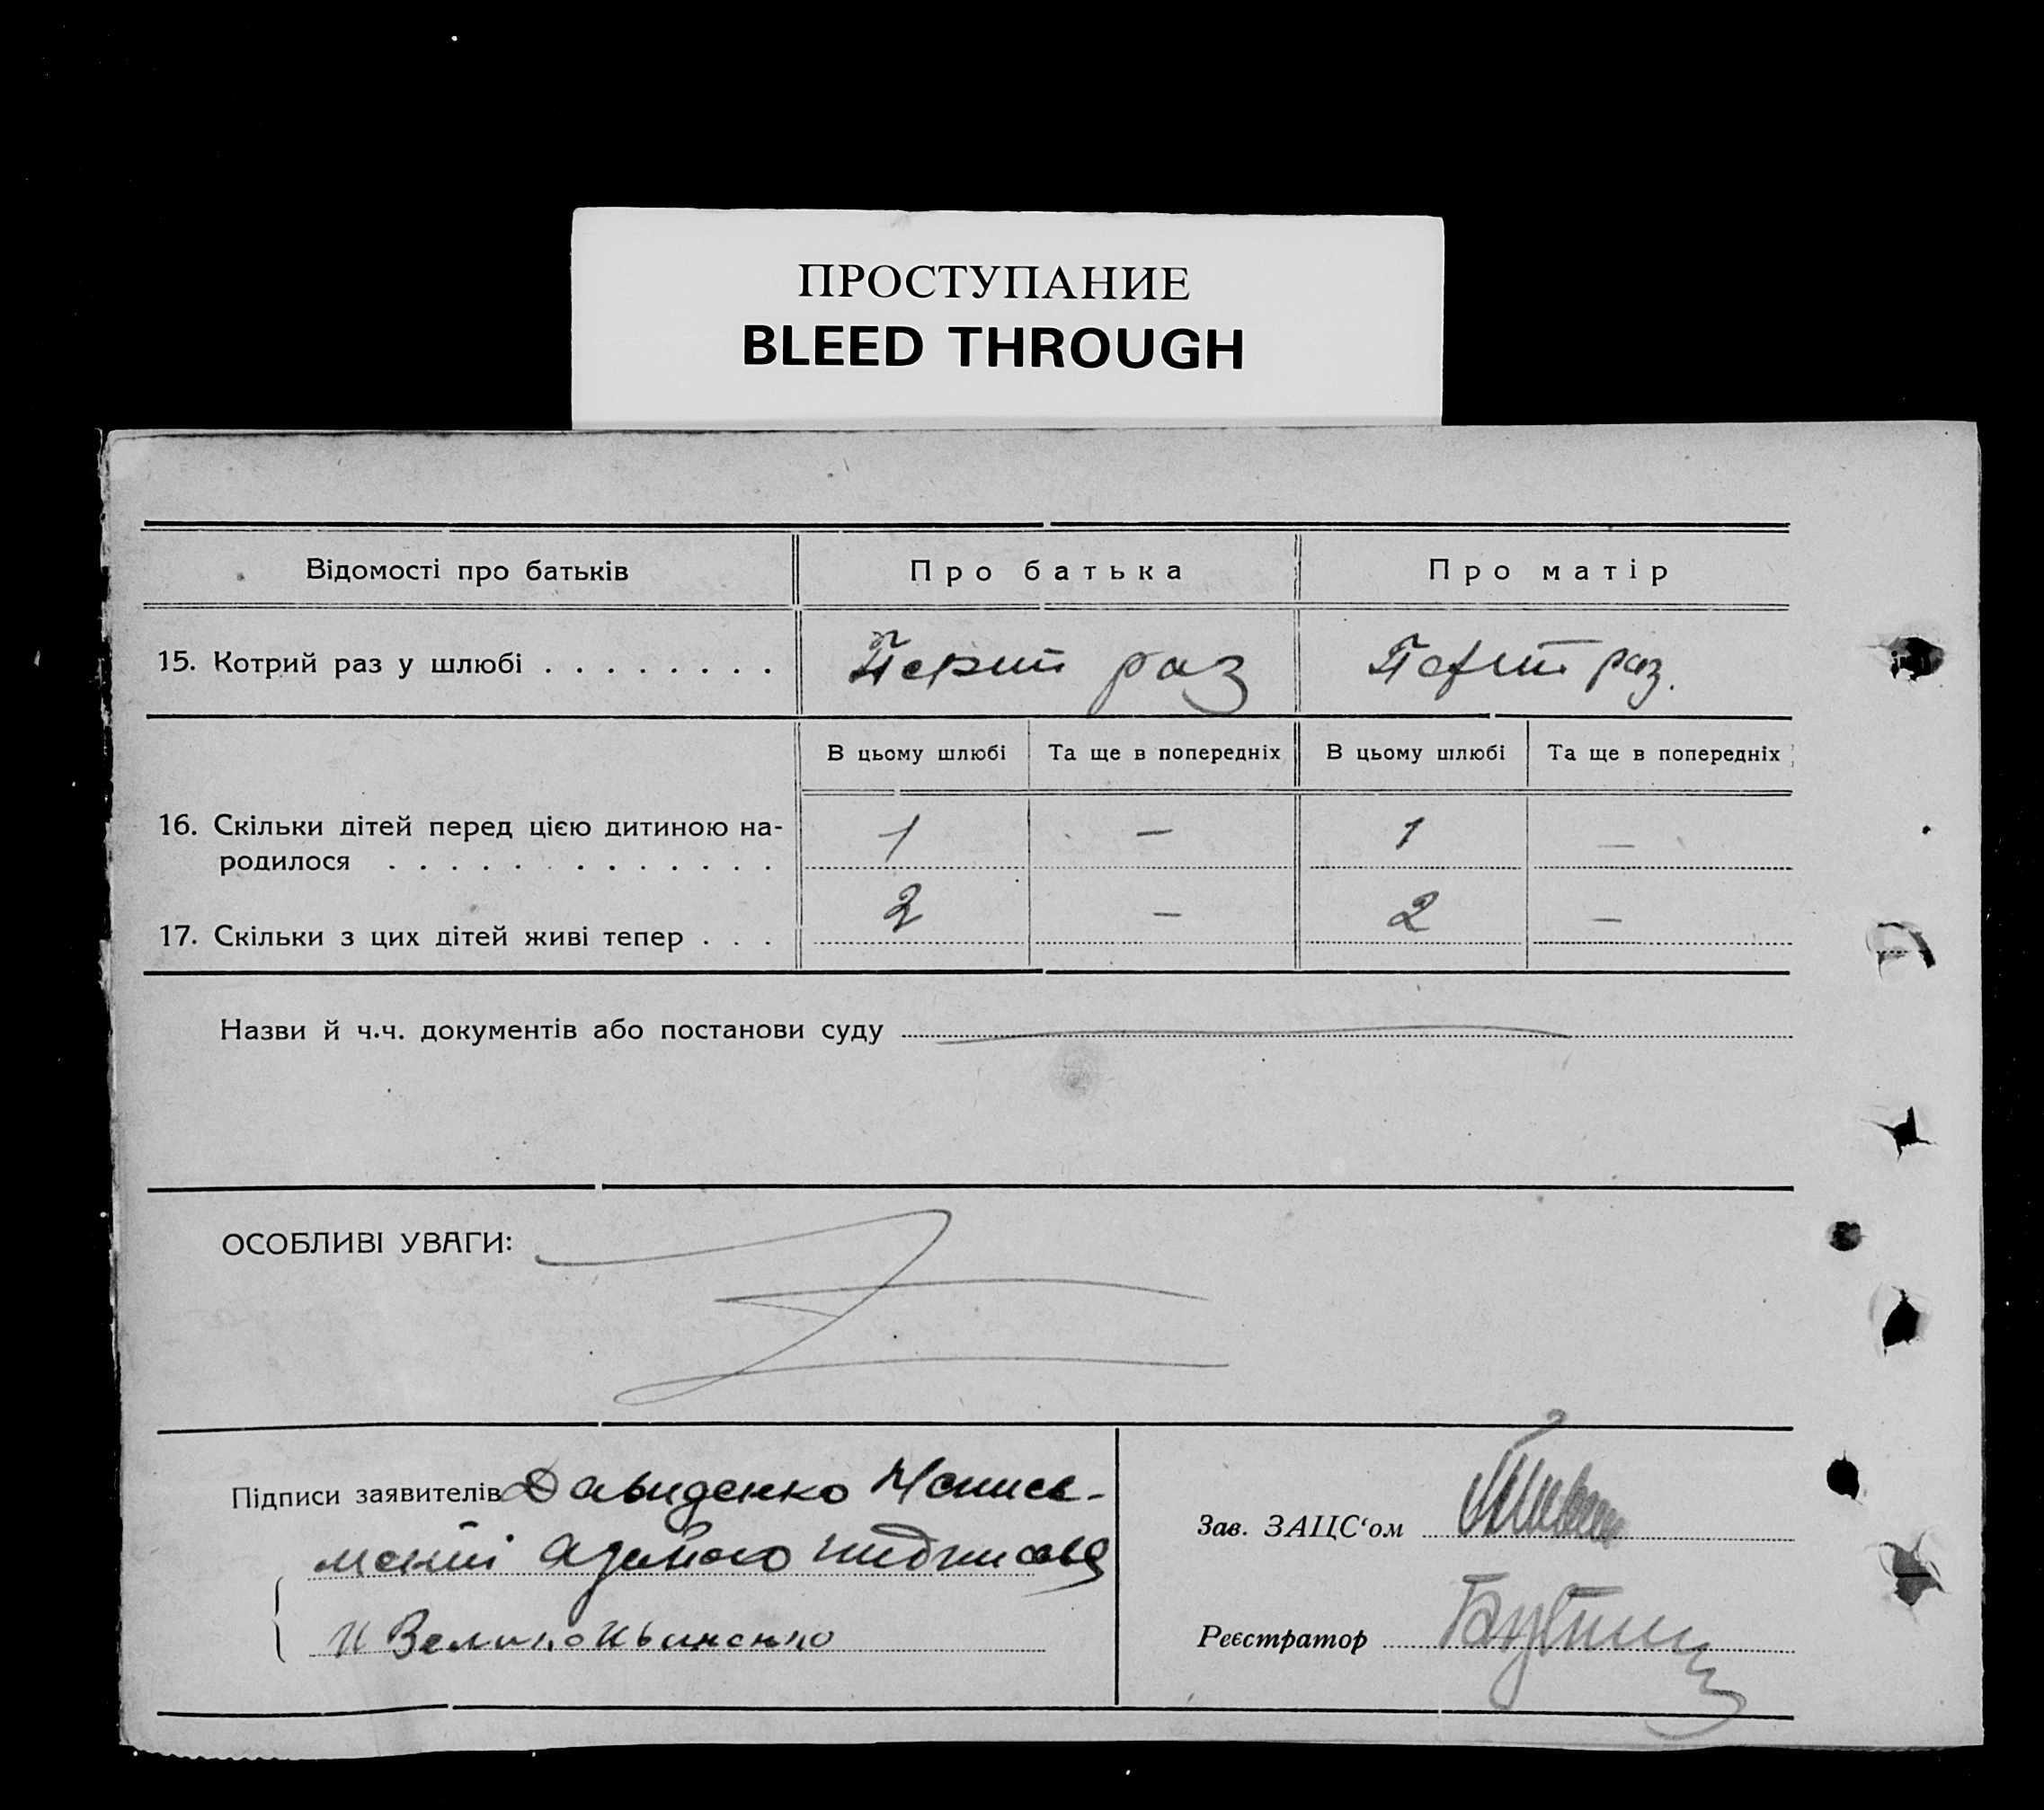 ПРОСТУПАНИЕ
BLEED THROUGH
Відомості про батьків Про батька Про матір
15. Котрий раз у шлюбі . . . . . . . . Перший раз Перший раз.
В цьому шлюбі Та ще в попередніх В цьому шлюбі Та ще в попередніх
16. Скільки дітей перед цією дитиною на-
родилося . . . . . . . . . . . . . 1 — 1 —
17. Скільки з цих дітей живі тепер . . . 2 — 2 —
Назви й ч.ч. документів або постанови суду
ОСОБЛИВІ УВАГИ:
Підписи заявителів Давиденко
Зав. ЗАЦС‘ом
Реєстратор